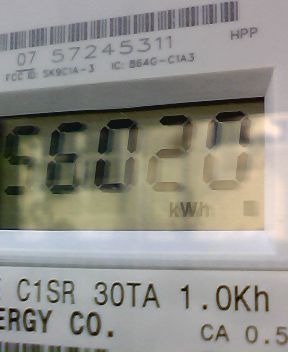 07 57245311 HPP
FCC ID: SK9C1A-3 IC: 864G-C1A3
56020
kWh
C1SR 30TA 1.0Kh
ERGY CO. CA 0.5